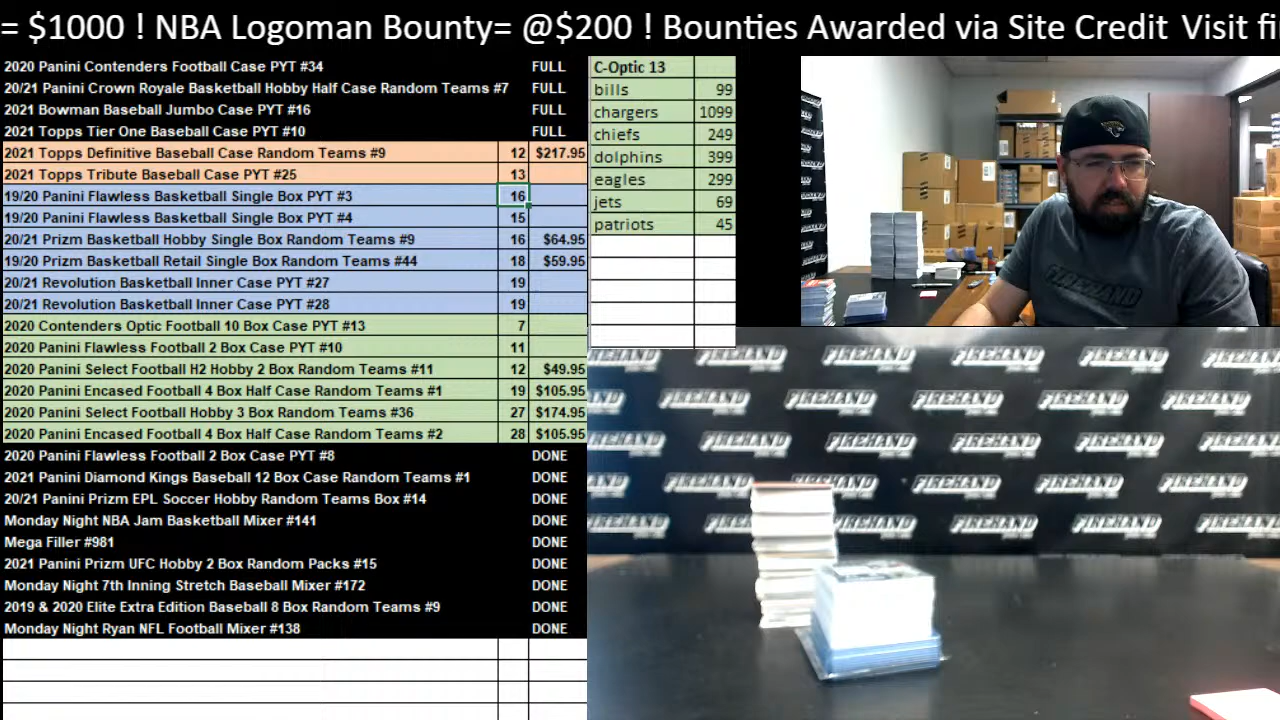 = $1000 ! NBA Logoman Bounty= @$200 ! Bounties Awarded via Site Credit Visit fi
2020 Panini Contenders Football Case PYT #34 FULL
20/21 Panini Crown Royale Basketball Hobby Half Case Random Teams #7 FULL
2021 Bowman Baseball Jumbo Case PYT #16 FULL
2021 Topps Tier One Baseball Case PYT #10 FULL
2021 Topps Definitive Baseball Case Random Teams #9 12 $217.95
2021 Topps Tribute Baseball Case PYT #25 13
19/20 Panini Flawless Basketball Single Box PYT #3 16
19/20 Panini Flawless Basketball Single Box PYT #4 15
20/21 Prizm Basketball Hobby Single Box Random Teams #9 16 $64.95
19/20 Prizm Basketball Retail Single Box Random Teams #44 18 $59.95
20/21 Revolution Basketball Inner Case PYT #27 19
20/21 Revolution Basketball Inner Case PYT #28 19
2020 Contenders Optic Football 10 Box Case PYT #13 7
2020 Panini Flawless Football 2 Box Case PYT #10 11
2020 Panini Select Football H2 Hobby 2 Box Random Teams #11 12 $49.95
2020 Panini Encased Football 4 Box Half Case Random Teams #1 19 $105.95
2020 Panini Select Football Hobby 3 Box Random Teams #36 27 $174.95
2020 Panini Encased Football 4 Box Half Case Random Teams #2 28 $105.95
2020 Panini Flawless Football 2 Box Case PYT #8 DONE
2021 Panini Diamond Kings Baseball 12 Box Case Random Teams #1 DONE
20/21 Panini Prizm EPL Soccer Hobby Random Teams Box #14 DONE
Monday Night NBA Jam Basketball Mixer #141 DONE
Mega Filler #981 DONE
2021 Panini Prizm UFC Hobby 2 Box Random Packs #15 DONE
Monday Night 7th Inning Stretch Baseball Mixer #172 DONE
2019 & 2020 Elite Extra Edition Baseball 8 Box Random Teams #9 DONE
Monday Night Ryan NFL Football Mixer #138 DONE
C-Optic 13
bills 99
chargers 1099
chiefs 249
dolphins 399
eagles 299
jets 69
patriots 45
FIREHAND
FIREHAND
FIREHAND
FIREHAND
FIREHAND
FIREHAND
FIREHAND
FIREHAND
FIREHAND
FIREHAND